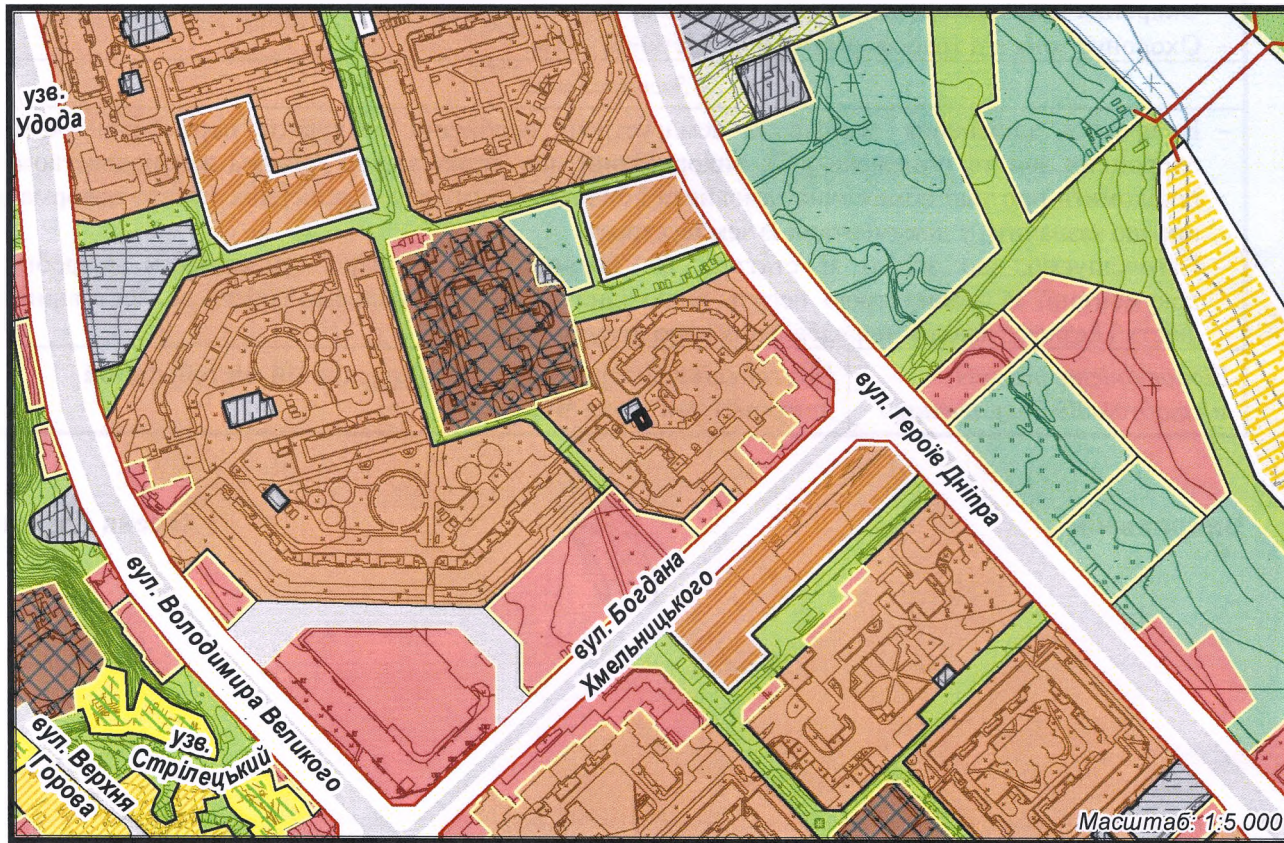 узв.
Удода
вул. Героїв Дніпра
вул. Богдана
Хмельницького
вул. Володимира Великого
узв.
Стрілецький
вул. Верхня
Горова
Масштаб: 1:5 000